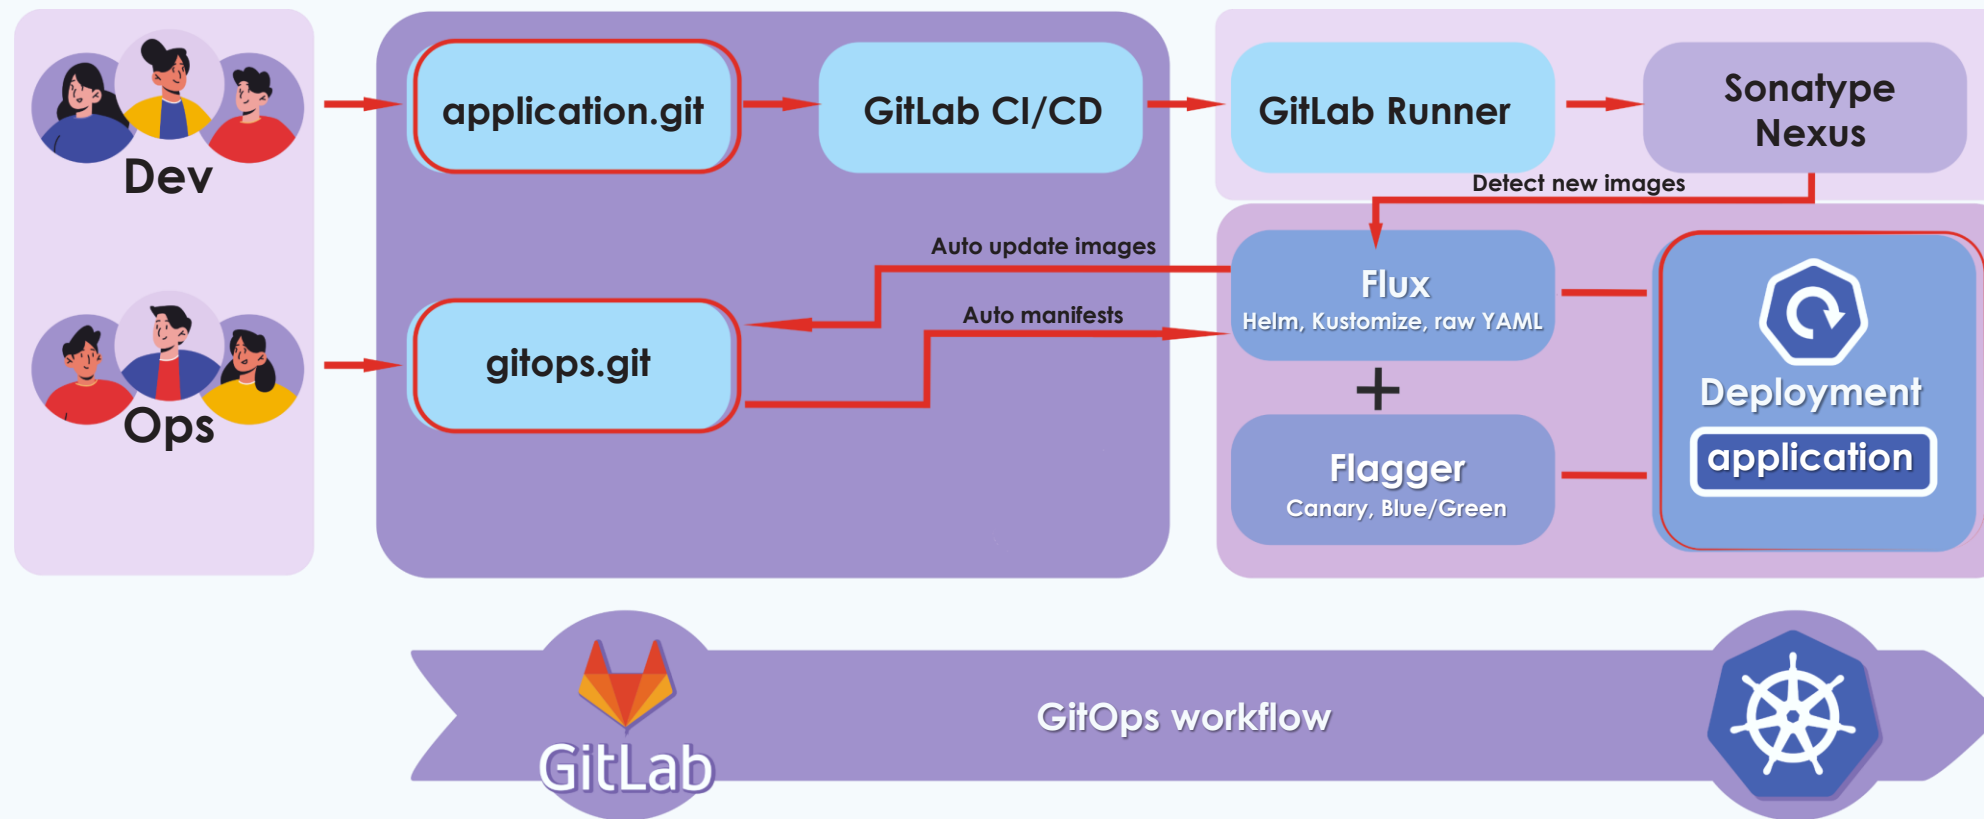 Dev
application.git
GitLab CI/CD
GitLab Runner
Sonatype
Nexus
Detect new images
Auto update images
Auto manifests
Ops
gitops.git
Flux
Helm, Kustomize, raw YAML
+
Flagger
Canary, Blue/Green
Deployment
application
GitLab
GitOps workflow